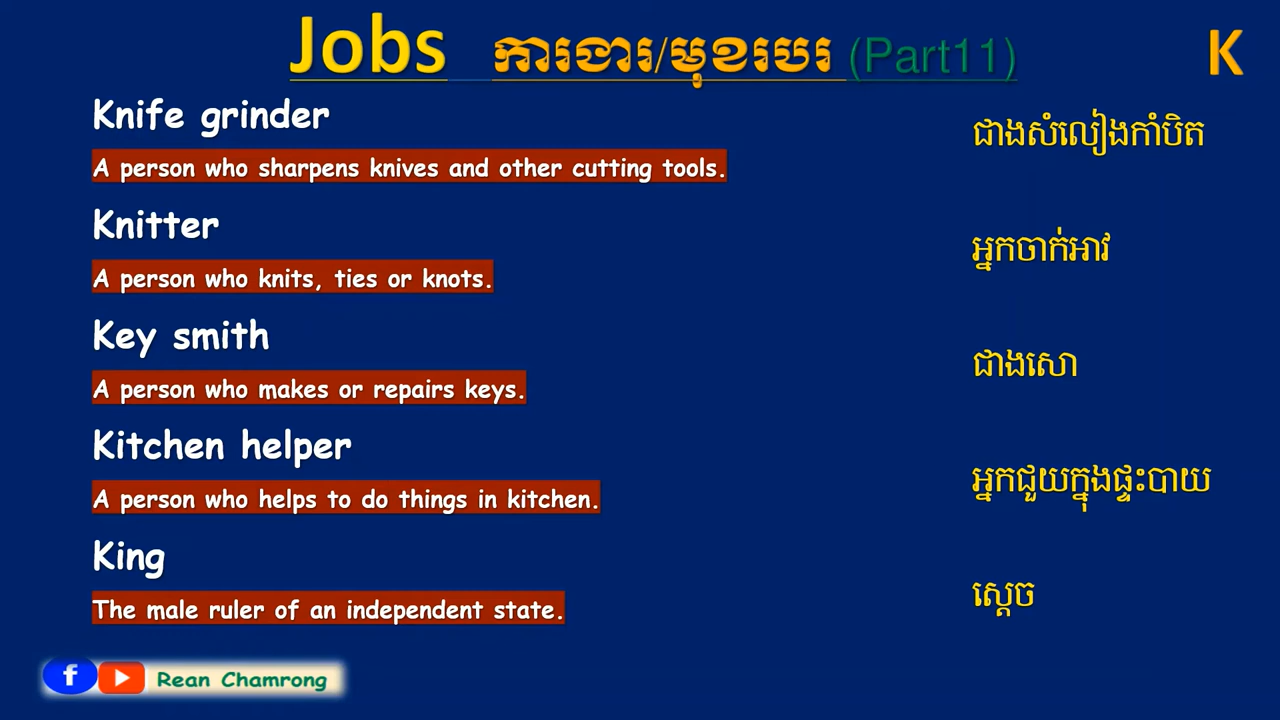 Jobs ការងារ/មុខរបរ (Part11) K
Knife grinder
ជាងសំលៀងកាំបិត
A person who sharpens knives and other cutting tools.
Knitter
អ្នកចាក់អាវ
A person who knits, ties or knots.
Key smith
ជាងសោ
A person who makes or repairs keys.
Kitchen helper
អ្នកជួយក្នុងផ្ទះបាយ
A person who helps to do things in kitchen.
King
ស្តេច
The male ruler of an independent state.
f Rean Chamrong